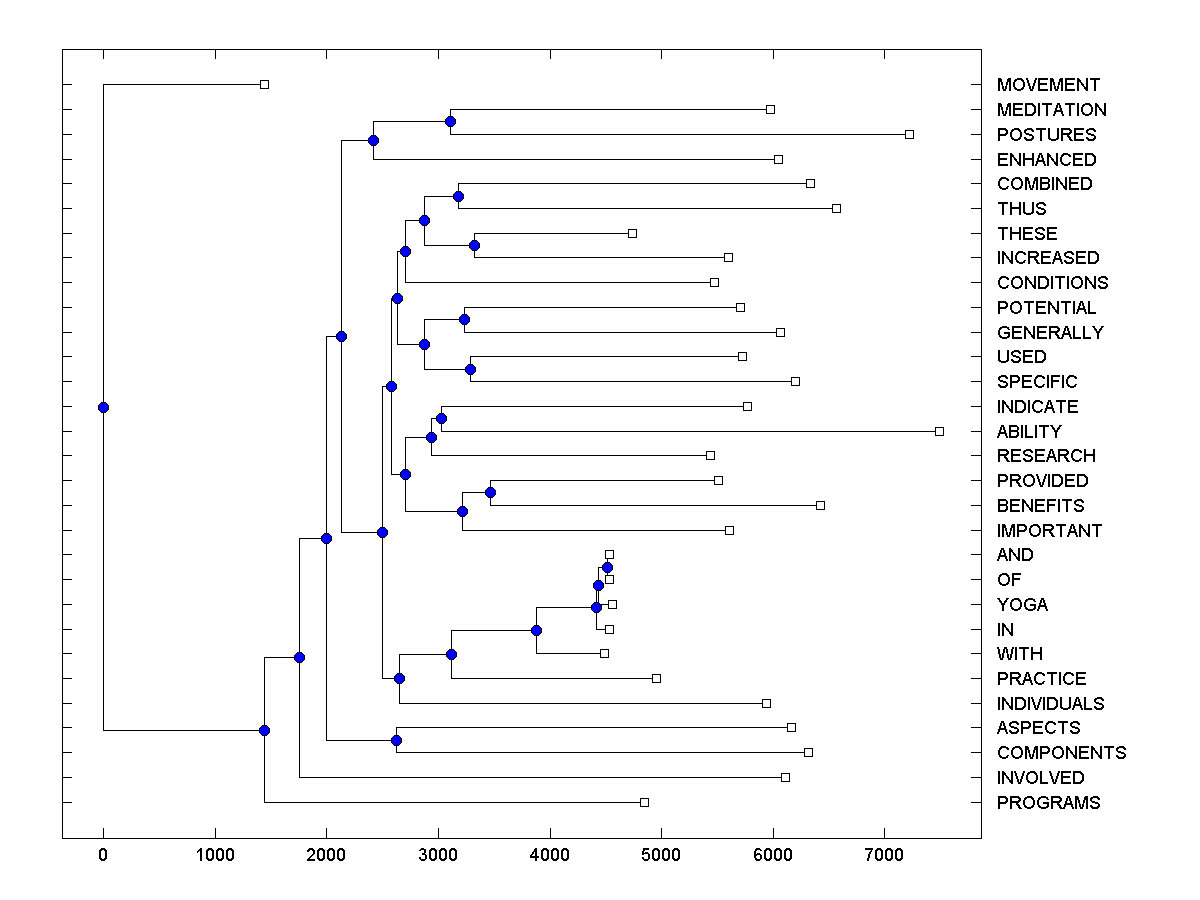 MOVEMENT
MEDITATION
POSTURES
ENHANCED
COMBINED
THUS
THESE
INCREASED
CONDITIONS
POTENTIAL
GENERALLY
USED
SPECIFIC
INDICATE
ABILITY
RESEARCH
PROVIDED
BENEFITS
IMPORTANT
AND
OF
YOGA
IN
WITH
PRACTICE
INDIVIDUALS
ASPECTS
COMPONENTS
INVOLVED
PROGRAMS
0 1000 2000 3000 4000 5000 6000 7000